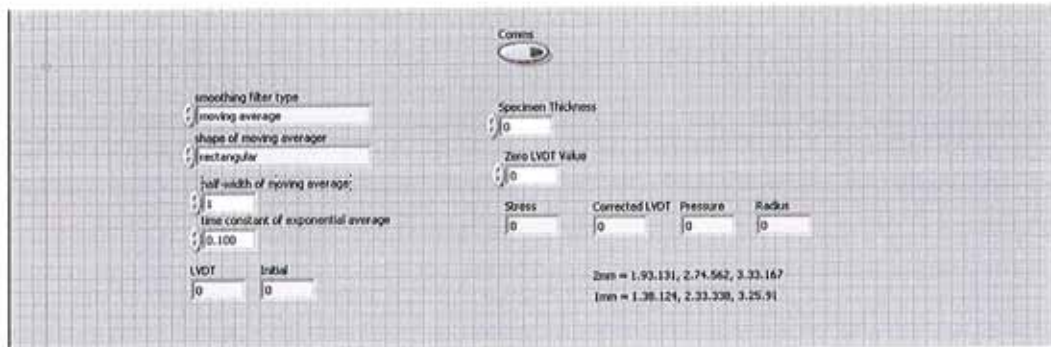 Comms
smoothing filter type
moving average
shape of moving averager
rectangular
half-width of moving average
1
time constant of exponential average
0.100
LVDT Initial
0 0
Specimen Thickness
0
Zero LVDT Value
0
Stress Corrected LVDT Pressure Radius
0 0 0 0
2mm = 1.93.131, 2.74.562, 3.33.167
1mm = 1.38.124, 2.33.338, 3.25.91